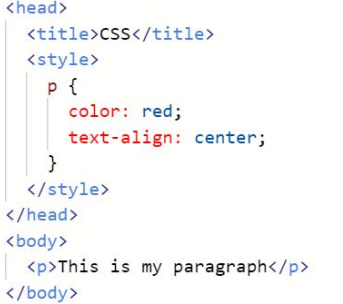 <head>
<title>CSS</title>
<style>
p {
color: red;
text-align: center;
}
</style>
</head>
<body>
<p>This is my paragraph</p>
</body>